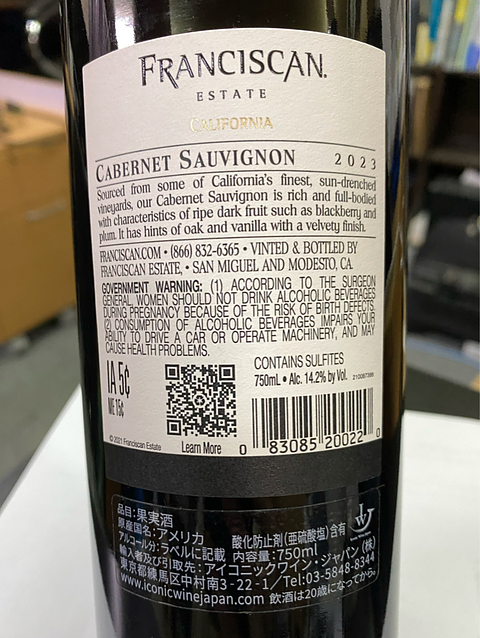 FRANCISCAN.
ESTATE
CALIFORNIA
CABERNET SAUVIGNON 2023
Sourced from some of California's finest, sun-drenched
vineyards, our Cabernet Sauvignon is rich and full-bodied
with characteristics of ripe dark fruit such as blackberry and
plum. It has hints of oak and vanilla with a velvety finish.
FRANCISCAN.COM • (866) 832-6365 • VINTED & BOTTLED BY
FRANCISCAN ESTATE, • SAN MIGUEL AND MODESTO, CA.
GOVERNMENT WARNING: (1) ACCORDING TO THE SURGEON
GENERAL, WOMEN SHOULD NOT DRINK ALCOHOLIC BEVERAGES
DURING PREGNANCY BECAUSE OF THE RISK OF BIRTH DEFECTS.
(2) CONSUMPTION OF ALCOHOLIC BEVERAGES IMPAIRS YOUR
ABILITY TO DRIVE A CAR OR OPERATE MACHINERY, AND MAY
CAUSE HEALTH PROBLEMS.
IA 5¢
ME 15¢
CONTAINS SULFITES
750mL • Alc. 14.2% by Vol.
© 2021 Franciscan Estate
Learn More
0 83085 20022 0
品目:果実酒
原産国名:アメリカ 酸化防止剤(亜硫酸塩)含有
アルコール分:ラベルに記載 内容量:750ml
輸入者及び引取先:アイコニックワイン・ジャパン(株)
東京都練馬区中村南3-22-1/Tel:03-5848-8344
www.iconicwinejapan.com 飲酒は20歳になってから。